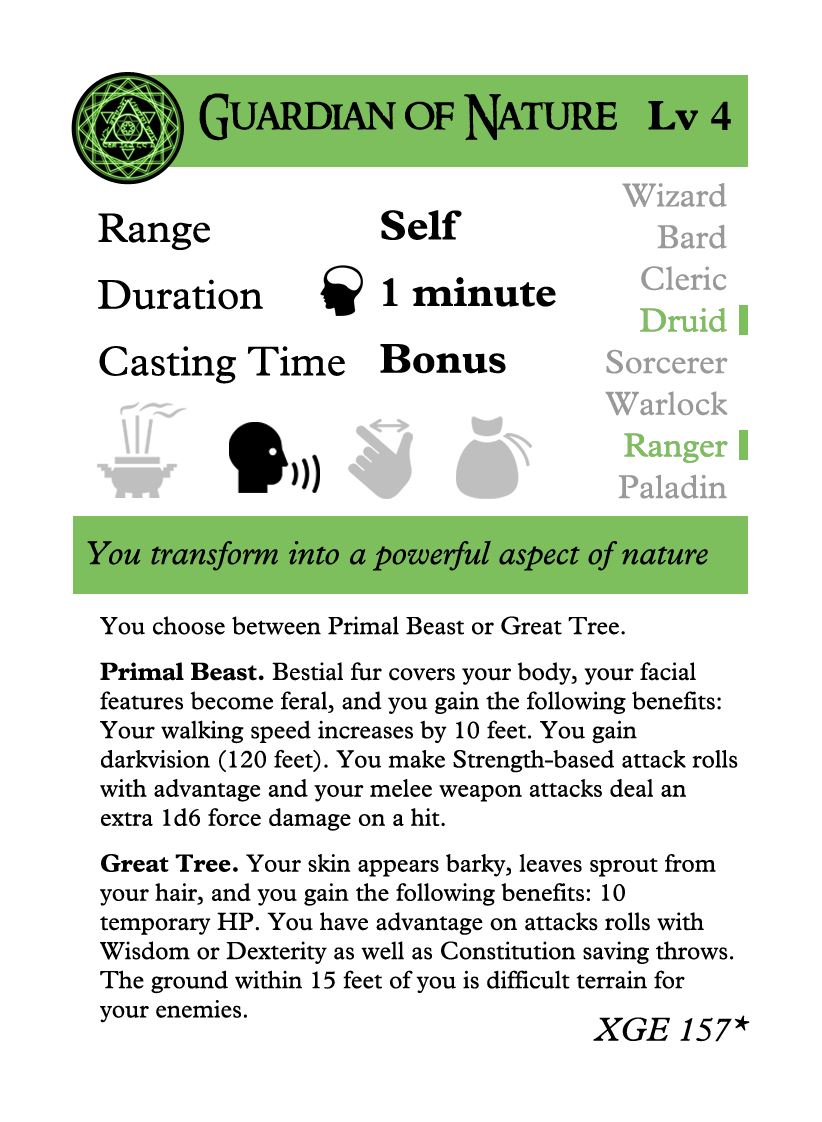 Guardian of Nature Lv 4
Range Self
Duration 1 minute
Casting Time Bonus
Wizard
Bard
Cleric
Druid
Sorcerer
Warlock
Ranger
Paladin
You transform into a powerful aspect of nature
You choose between Primal Beast or Great Tree.
Primal Beast. Bestial fur covers your body, your facial
features become feral, and you gain the following benefits:
Your walking speed increases by 10 feet. You gain
darkvision (120 feet). You make Strength-based attack rolls
with advantage and your melee weapon attacks deal an
extra 1d6 force damage on a hit.
Great Tree. Your skin appears barky, leaves sprout from
your hair, and you gain the following benefits: 10
temporary HP. You have advantage on attacks rolls with
Wisdom or Dexterity as well as Constitution saving throws.
The ground within 15 feet of you is difficult terrain for
your enemies.
XGE 157*